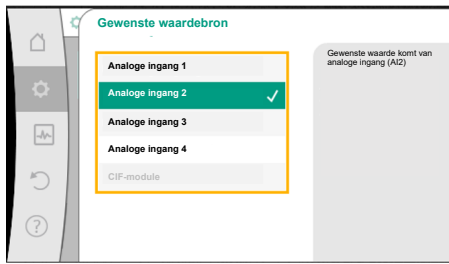 Gewenste waardebron
Analoge ingang 1
Analoge ingang 2
Analoge ingang 3
Analoge ingang 4
CIF-module
Gewenste waarde komt van
analoge ingang (AI2)
?